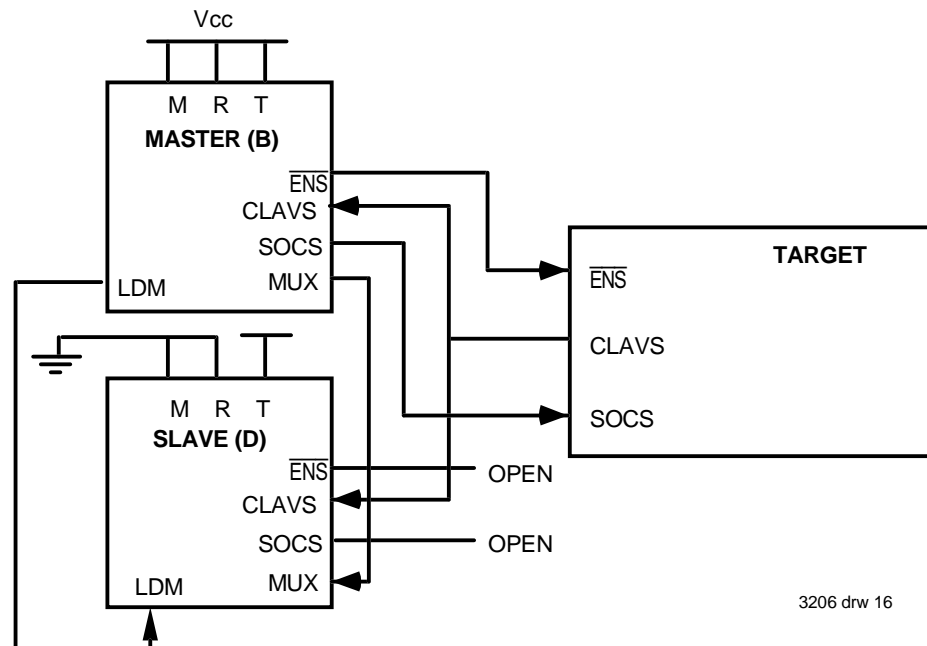 Vcc
M R T
MASTER (B)
ENS
CLAVS
SOCS
MUX
LDM
TARGET
ENS
CLAVS
SOCS
M R T
SLAVE (D)
ENS
OPEN
CLAVS
SOCS
OPEN
MUX
LDM
3206 drw 16